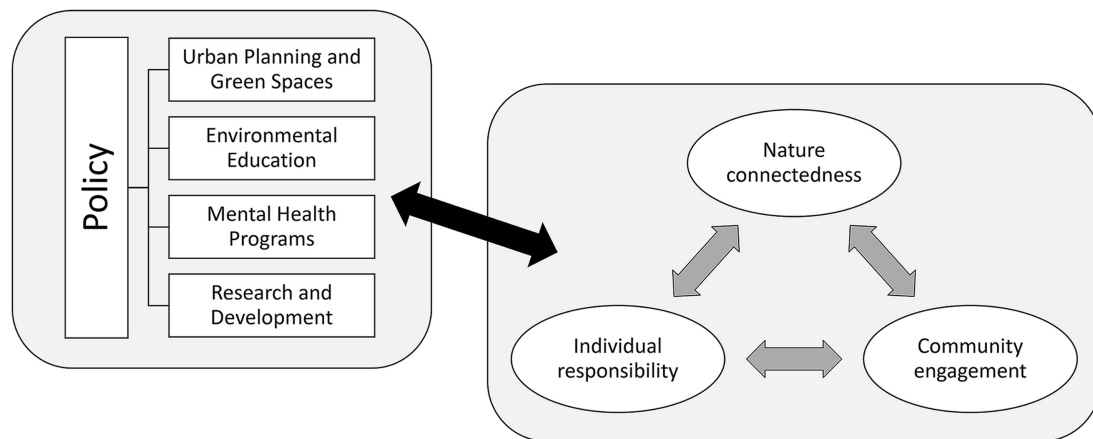 Policy
Urban Planning and
Green Spaces
Environmental
Education
Mental Health
Programs
Research and
Development
Nature
connectedness
Individual
responsibility
Community
engagement